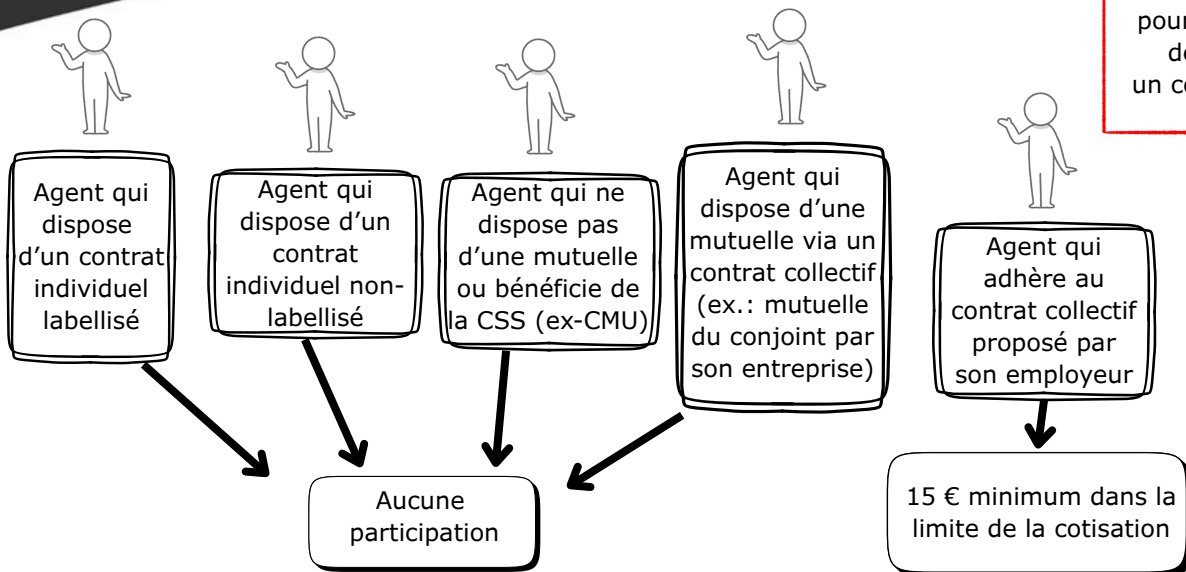 pour
un c
Agent qui
dispose
d'un contrat
individuel
labellisé
Agent qui
dispose d'un
contrat
individuel non-
labellisé
Agent qui ne
dispose pas
d'une mutuelle
ou bénéficie de
la CSS (ex-CMU)
Agent qui
dispose d'une
mutuelle via un
contrat collectif
(ex.: mutuelle
du conjoint par
son entreprise)
Agent qui
adhère au
contrat collectif
proposé par
son employeur
Aucune
participation
15 € minimum dans la
limite de la cotisation